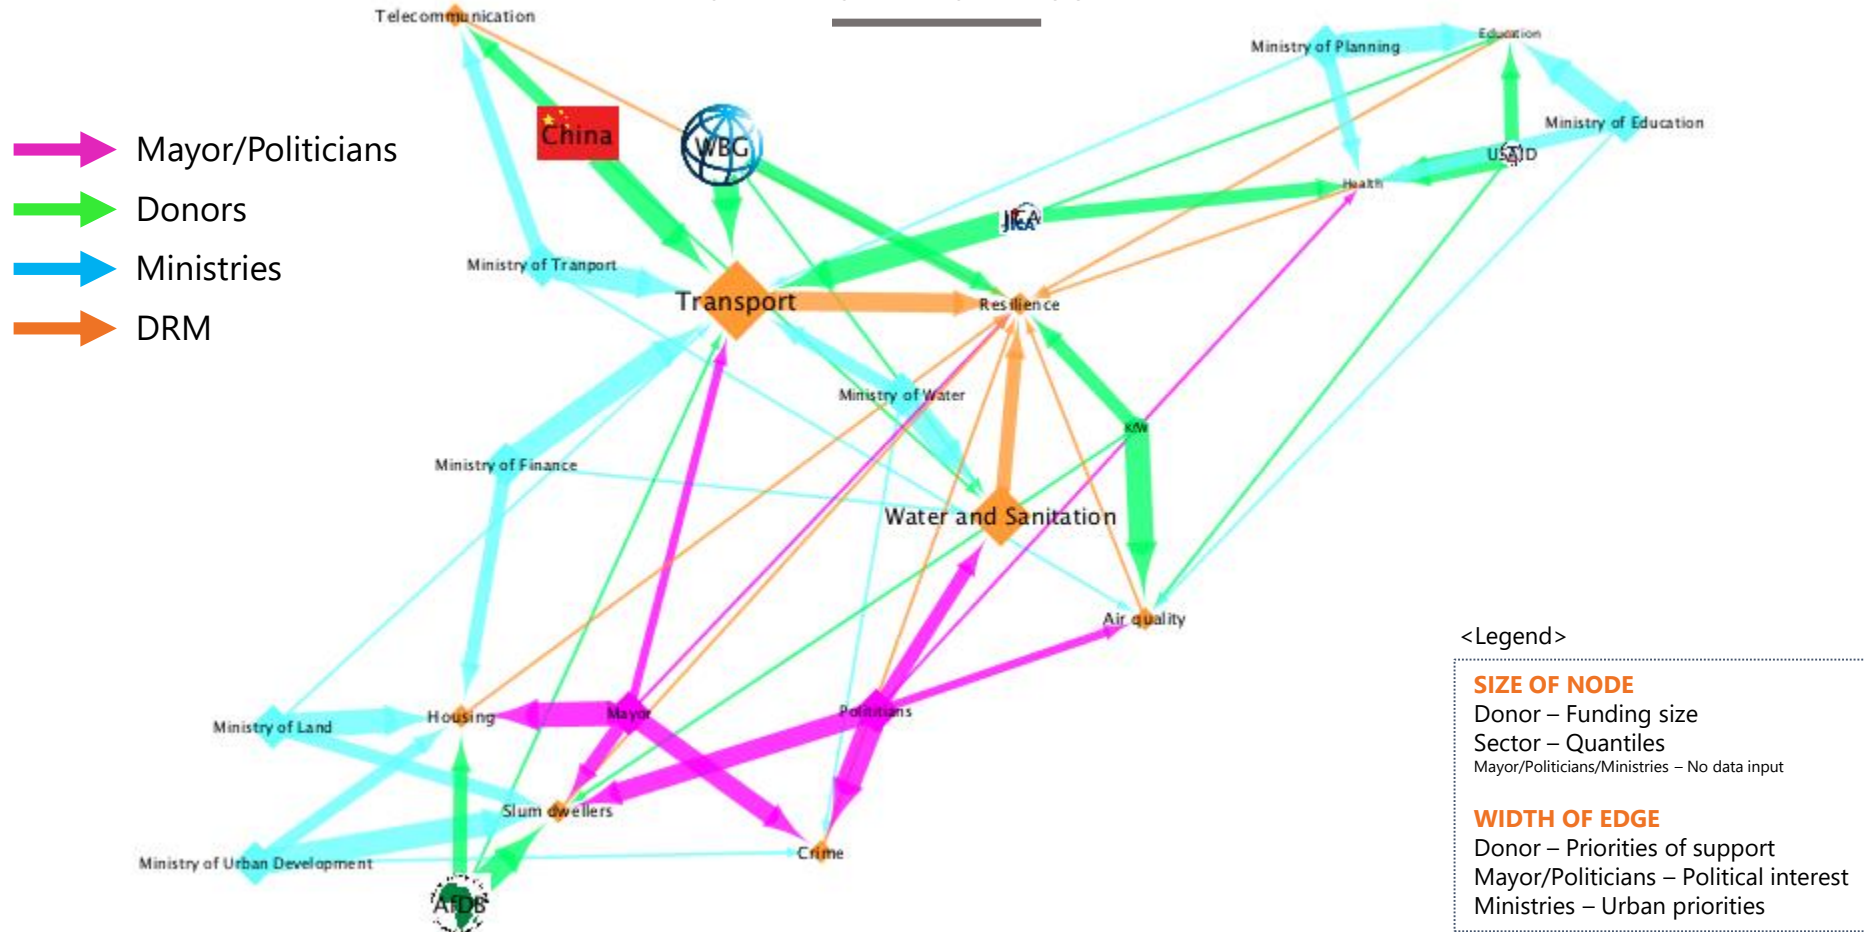 Telecommunication
Ministry of Planning
Education
China
WBG
Ministry of Education
Mayor/Politicians
USAID
Health
Donors
JICA
Ministries
Ministry of Tranport
Transport
Resilience
DRM
Ministry of Water
KfW
Ministry of Finance
Water and Sanitation
Air quality
<Legend>
SIZE OF NODE
Donor – Funding size
Sector – Quantiles
Mayor/Politicians/Ministries – No data input
WIDTH OF EDGE
Donor – Priorities of support
Mayor/Politicians – Political interest
Ministries – Urban priorities
Ministry of Land
Housing
Mayor
Polititians
Slum dwellers
Crime
Ministry of Urban Development
AfDB